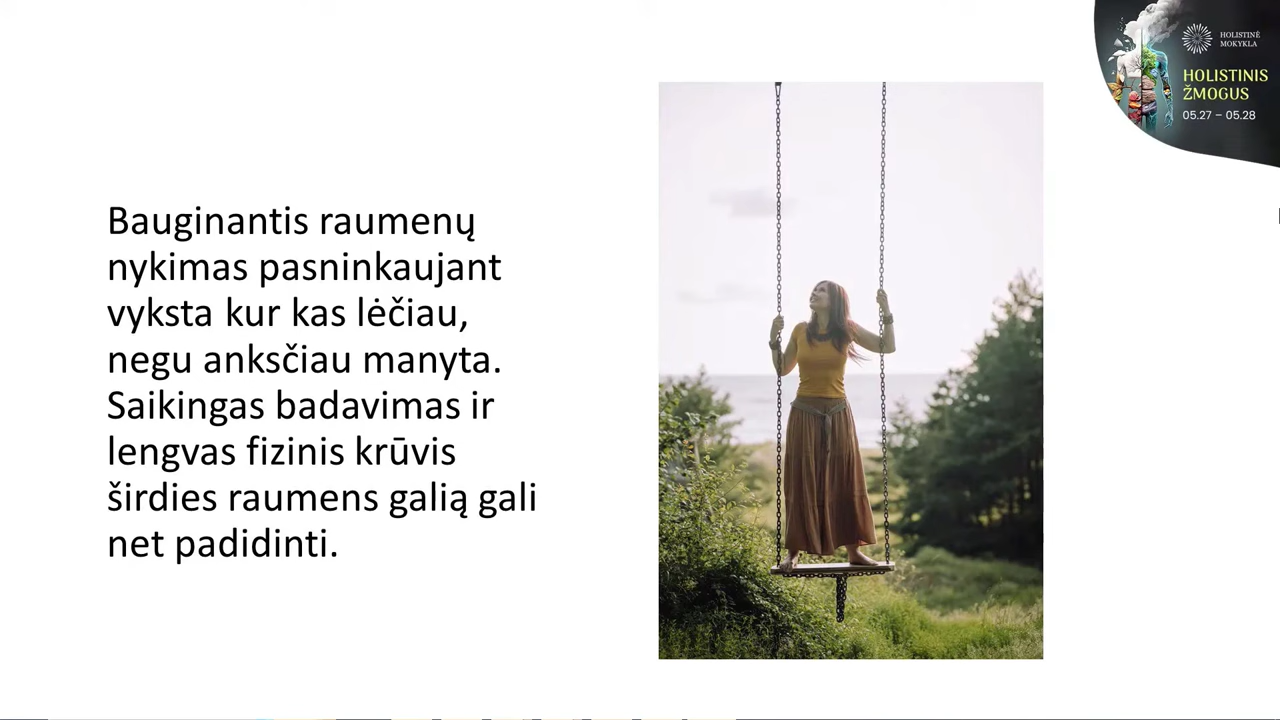 Bauginantis raumenų
nykimas pasninkaujant
vyksta kur kas lėčiau,
negu anksčiau manyta.
Saikingas badavimas ir
lengvas fizinis krūvis
širdies raumens galią gali
net padidinti.
HOLISTINĖ
MOKYKLA
HOLISTINIS
ŽMOGUS
05.27 – 05.28